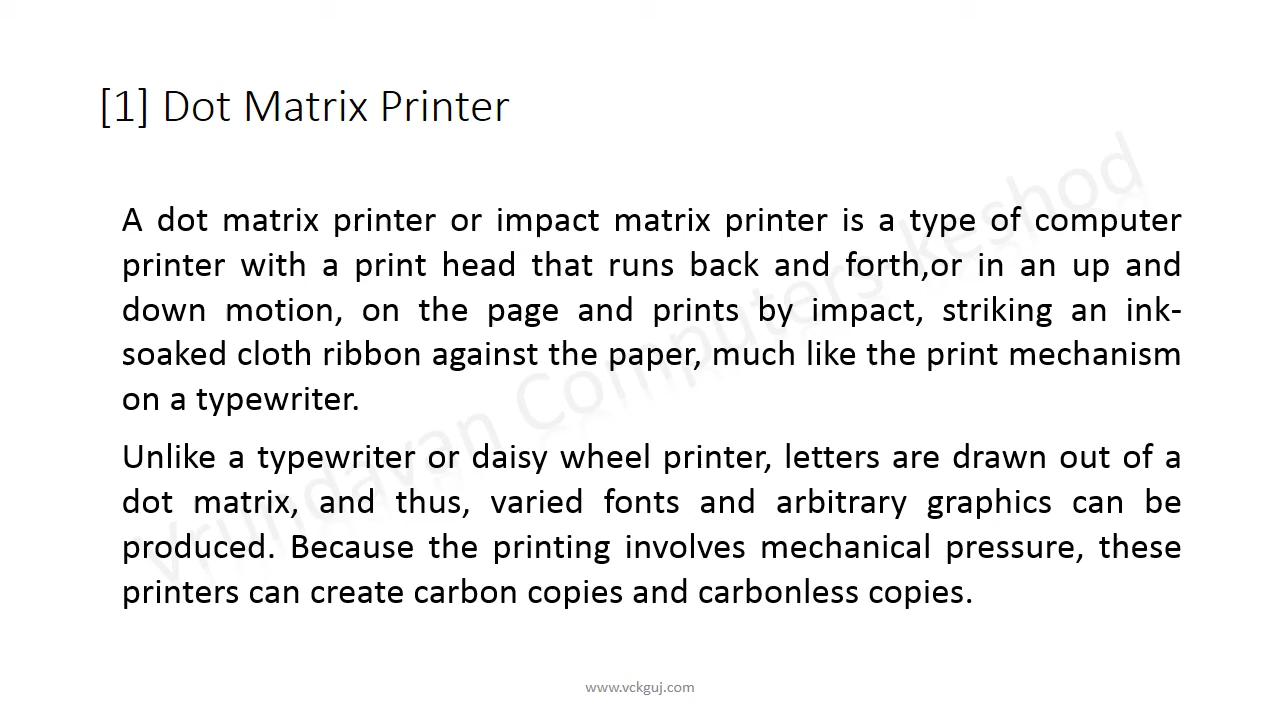 [1] Dot Matrix Printer
A dot matrix printer or impact matrix printer is a type of computer
printer with a print head that runs back and forth,or in an up and
down motion, on the page and prints by impact, striking an ink-
soaked cloth ribbon against the paper, much like the print mechanism
on a typewriter.
Unlike a typewriter or daisy wheel printer, letters are drawn out of a
dot matrix, and thus, varied fonts and arbitrary graphics can be
produced. Because the printing involves mechanical pressure, these
printers can create carbon copies and carbonless copies.
Vrundavan Computers keshod
www.vckguj.com